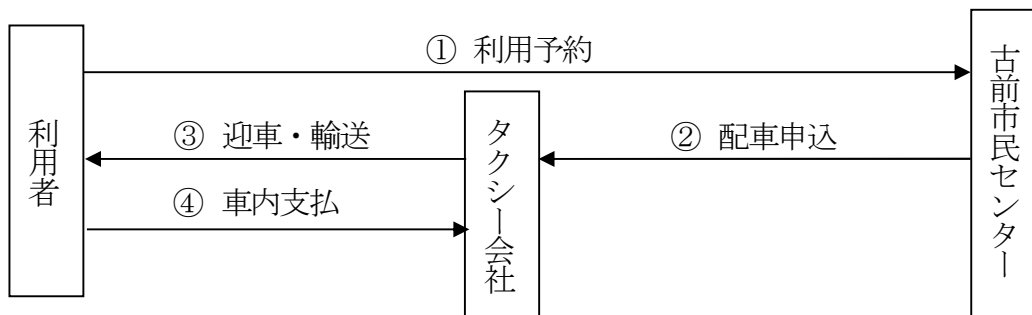 ① 利用予約
利用者
③ 迎車・輸送
④ 車内支払
タクシー会社
② 配車申込
古前市民センター